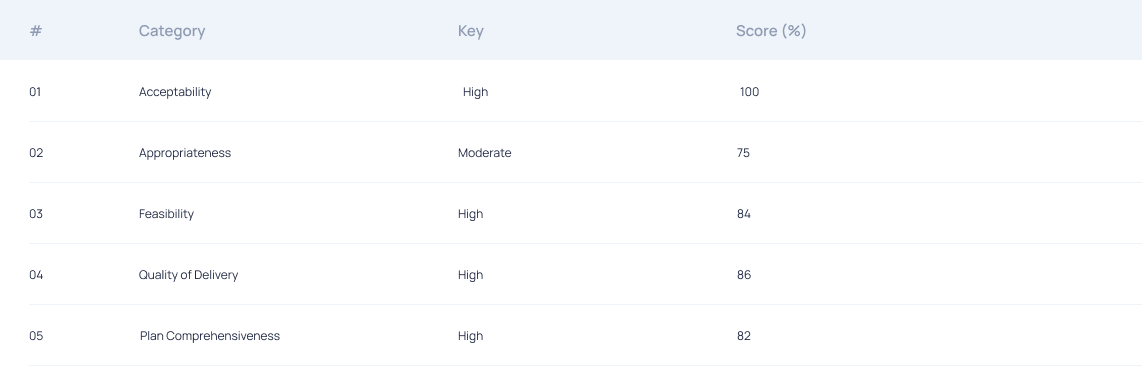 # Category Key Score (%)
01 Acceptability High 100
02 Appropriateness Moderate 75
03 Feasibility High 84
04 Quality of Delivery High 86
05 Plan Comprehensiveness High 82